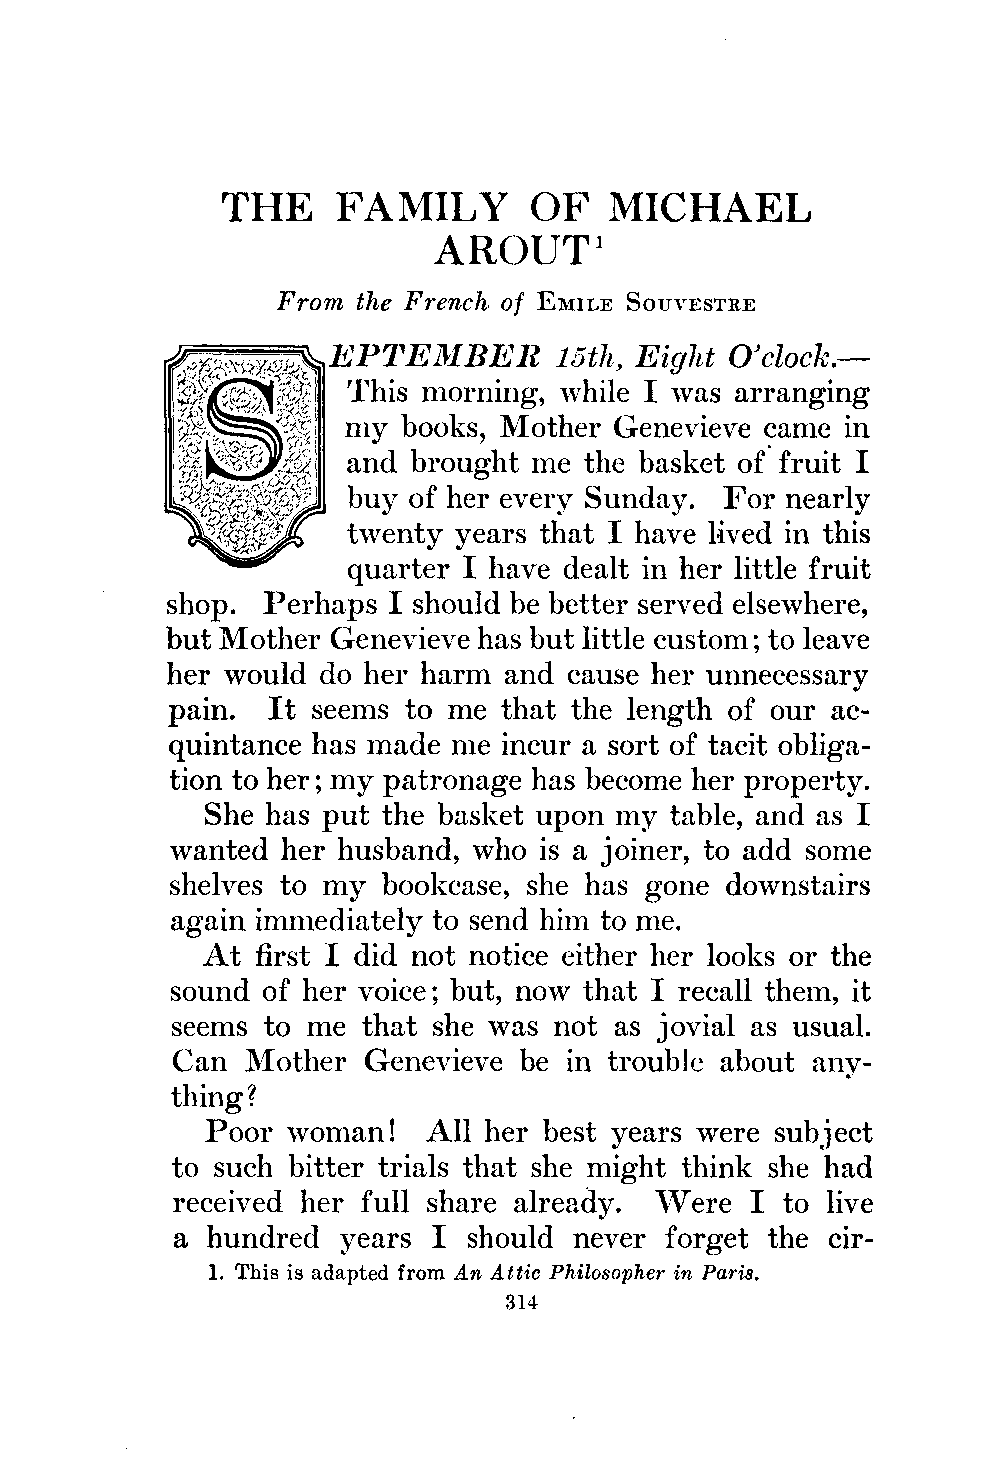 THE FAMILY OF MICHAEL
AROUT¹
From the French of EMILE SOUVESTRE
SEPTEMBER 15th, Eight O'clock.—
This morning, while I was arranging
my books, Mother Genevieve came in
and brought me the basket of fruit I
buy of her every Sunday. For nearly
twenty years that I have lived in this
quarter I have dealt in her little fruit
shop. Perhaps I should be better served elsewhere,
but Mother Genevieve has but little custom; to leave
her would do her harm and cause her unnecessary
pain. It seems to me that the length of our ac-
quintance has made me incur a sort of tacit obliga-
tion to her; my patronage has become her property.
She has put the basket upon my table, and as I
wanted her husband, who is a joiner, to add some
shelves to my bookcase, she has gone downstairs
again immediately to send him to me.
At first I did not notice either her looks or the
sound of her voice; but, now that I recall them, it
seems to me that she was not as jovial as usual.
Can Mother Genevieve be in trouble about any-
thing?
Poor woman! All her best years were subject
to such bitter trials that she might think she had
received her full share already. Were I to live
a hundred years I should never forget the cir-
1. This is adapted from An Attic Philosopher in Paris.
314